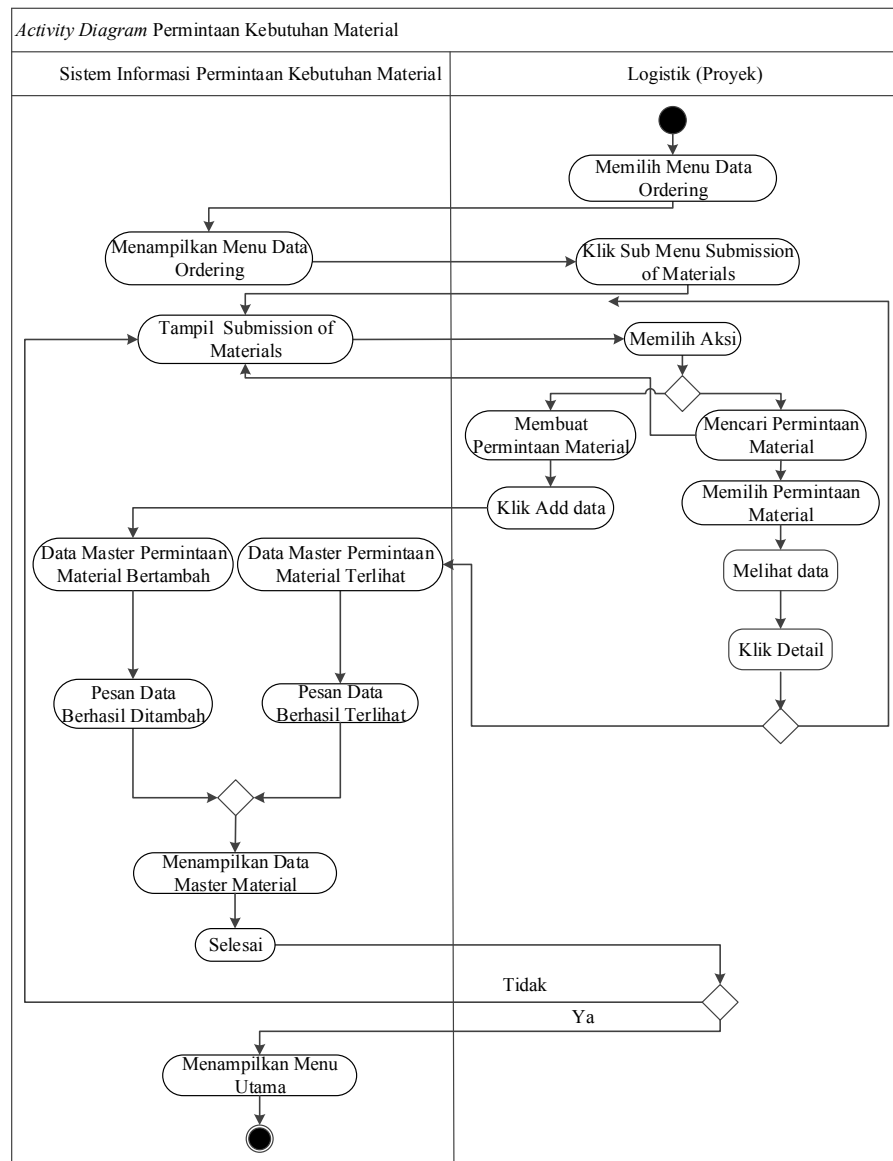 Activity Diagram Permintaan Kebutuhan Material
Sistem Informasi Permintaan Kebutuhan Material
Logistik (Proyek)
Memilih Menu Data
Ordering
Menampilkan Menu Data
Ordering
Klik Sub Menu Submission
of Materials
Tampil Submission of
Materials
Memilih Aksi
Membuat
Permintaan Material
Mencari Permintaan
Material
Klik Add data
Memilih Permintaan
Material
Data Master Permintaan
Material Bertambah
Data Master Permintaan
Material Terlihat
Melihat data
Klik Detail
Pesan Data
Berhasil Ditambah
Pesan Data
Berhasil Terlihat
Menampilkan Data
Master Material
Selesai
Tidak
Ya
Menampilkan Menu
Utama